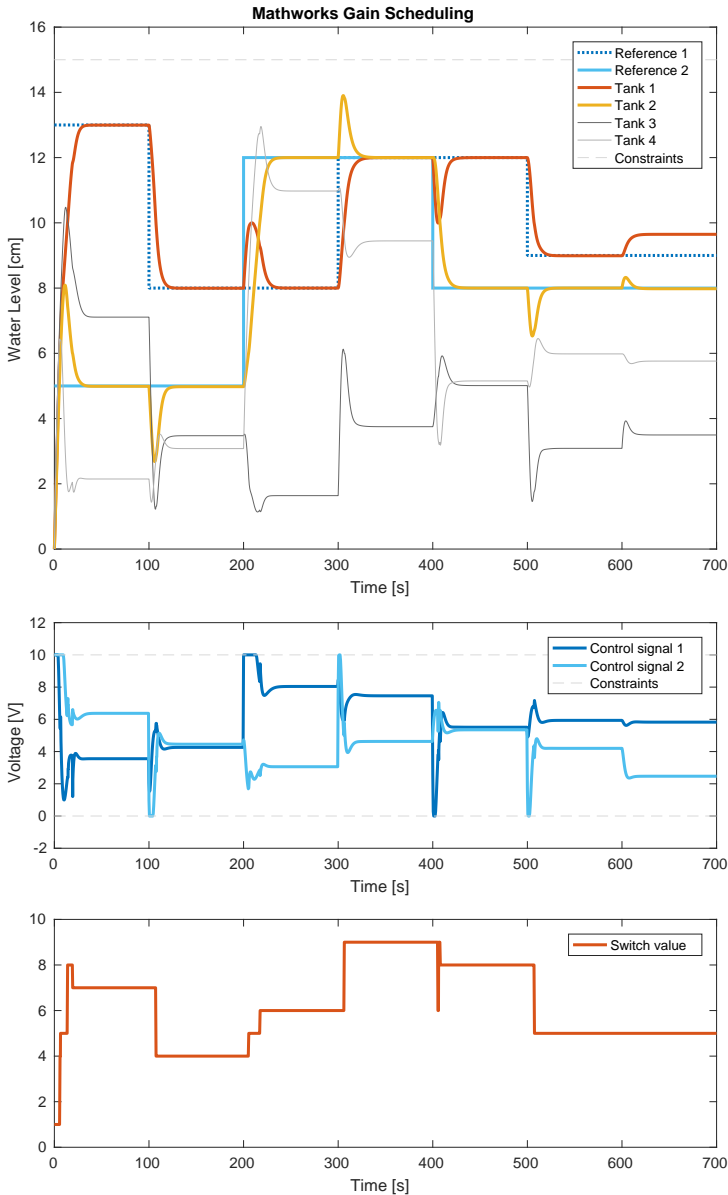 Mathworks Gain Scheduling
16
14
12
10
8
6
4
2
0
Water Level [cm]
Reference 1
Reference 2
Tank 1
Tank 2
Tank 3
Tank 4
Constraints
0 100 200 300 400 500 600 700
Time [s]
12
10
8
6
4
2
0
-2
Voltage [V]
Control signal 1
Control signal 2
Constraints
0 100 200 300 400 500 600 700
Time [s]
10
8
6
4
2
0
Switch value
0 100 200 300 400 500 600 700
Time [s]